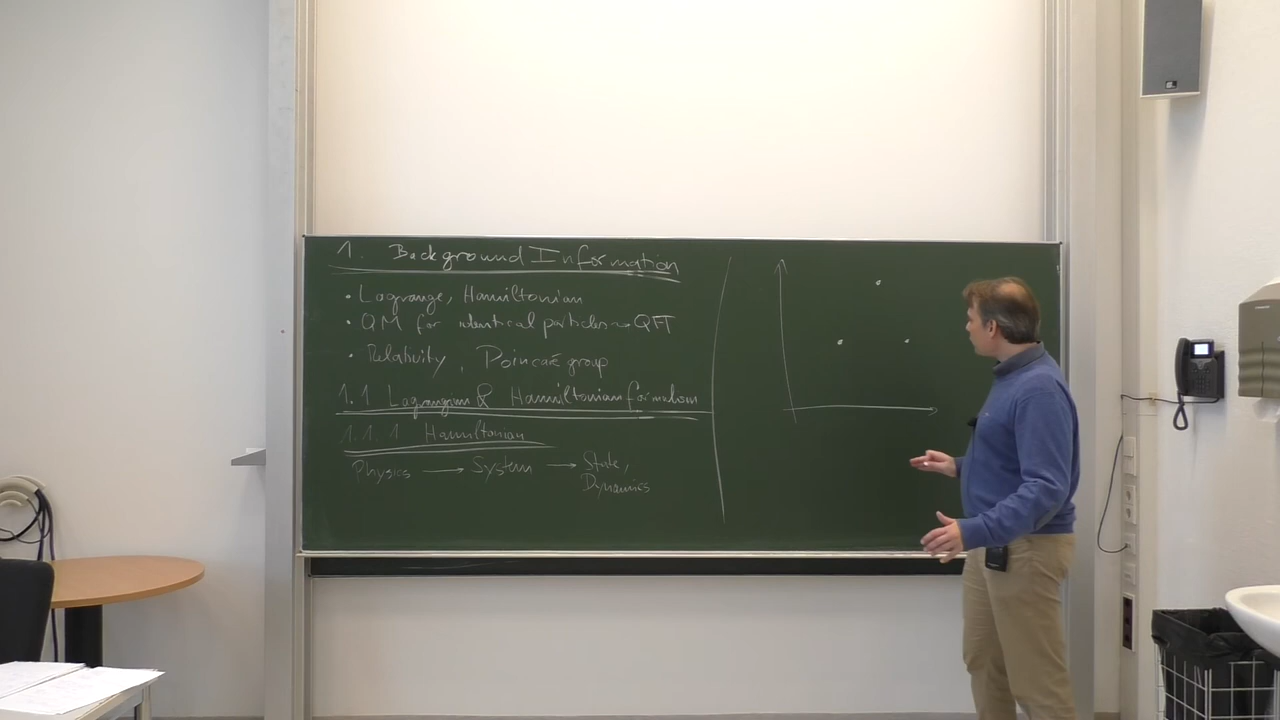 1. Background Information
• Lagrange, Hamiltonian
• QM for identical particles → QFT
• Relativity, Poincaré group
1.1 Lagrangian & Hamiltonian formalism
1.1.1 Hamiltonian
Physics → System → State,
Dynamics